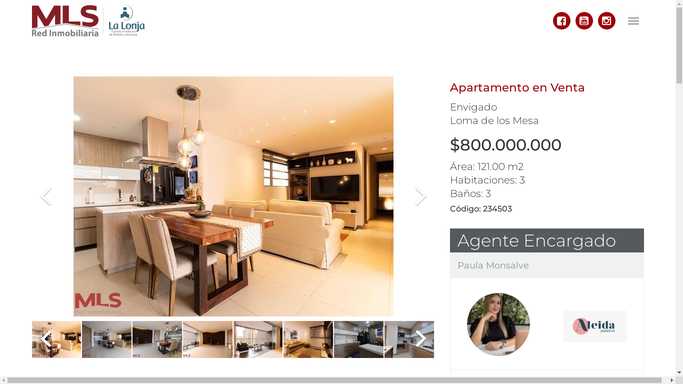 MLS
Red Inmobiliaria
La Lonja
Apartamento en Venta
Envigado
Loma de los Mesa
$800.000.000
Área: 121.00 m2
Habitaciones: 3
Baños: 3
Código: 234503
MLS
Agente Encargado
Paula Monsalve
Aleida